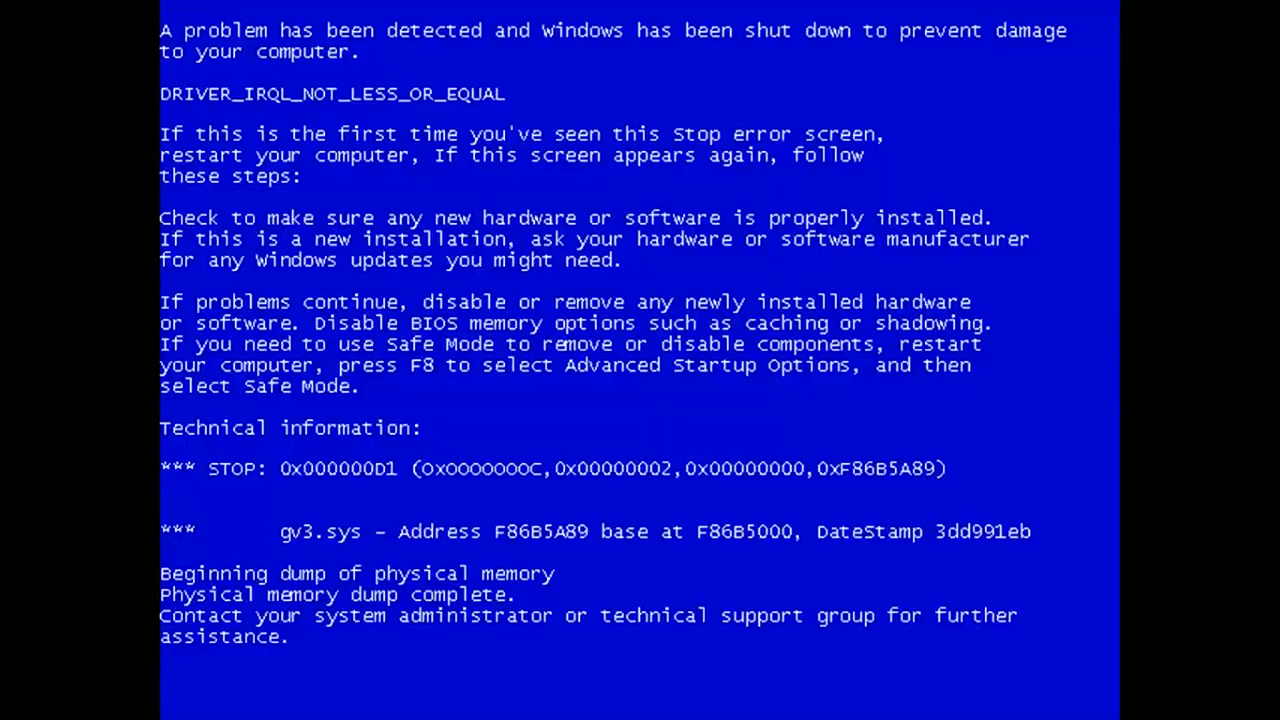 A problem has been detected and Windows has been shut down to prevent damage
to your computer.
DRIVER_IRQL_NOT_LESS_OR_EQUAL
If this is the first time you've seen this Stop error screen,
restart your computer, If this screen appears again, follow
these steps:
Check to make sure any new hardware or software is properly installed.
If this is a new installation, ask your hardware or software manufacturer
for any Windows updates you might need.
If problems continue, disable or remove any newly installed hardware
or software. Disable BIOS memory options such as caching or shadowing.
If you need to use Safe Mode to remove or disable components, restart
your computer, press F8 to select Advanced Startup Options, and then
select Safe Mode.
Technical information:
*** STOP: 0x000000D1 (0x0000000C,0x00000002,0x00000000,0xF86B5A89)
*** gv3.sys – Address F86B5A89 base at F86B5000, DateStamp 3dd991eb
Beginning dump of physical memory
Physical memory dump complete.
Contact your system administrator or technical support group for further
assistance.